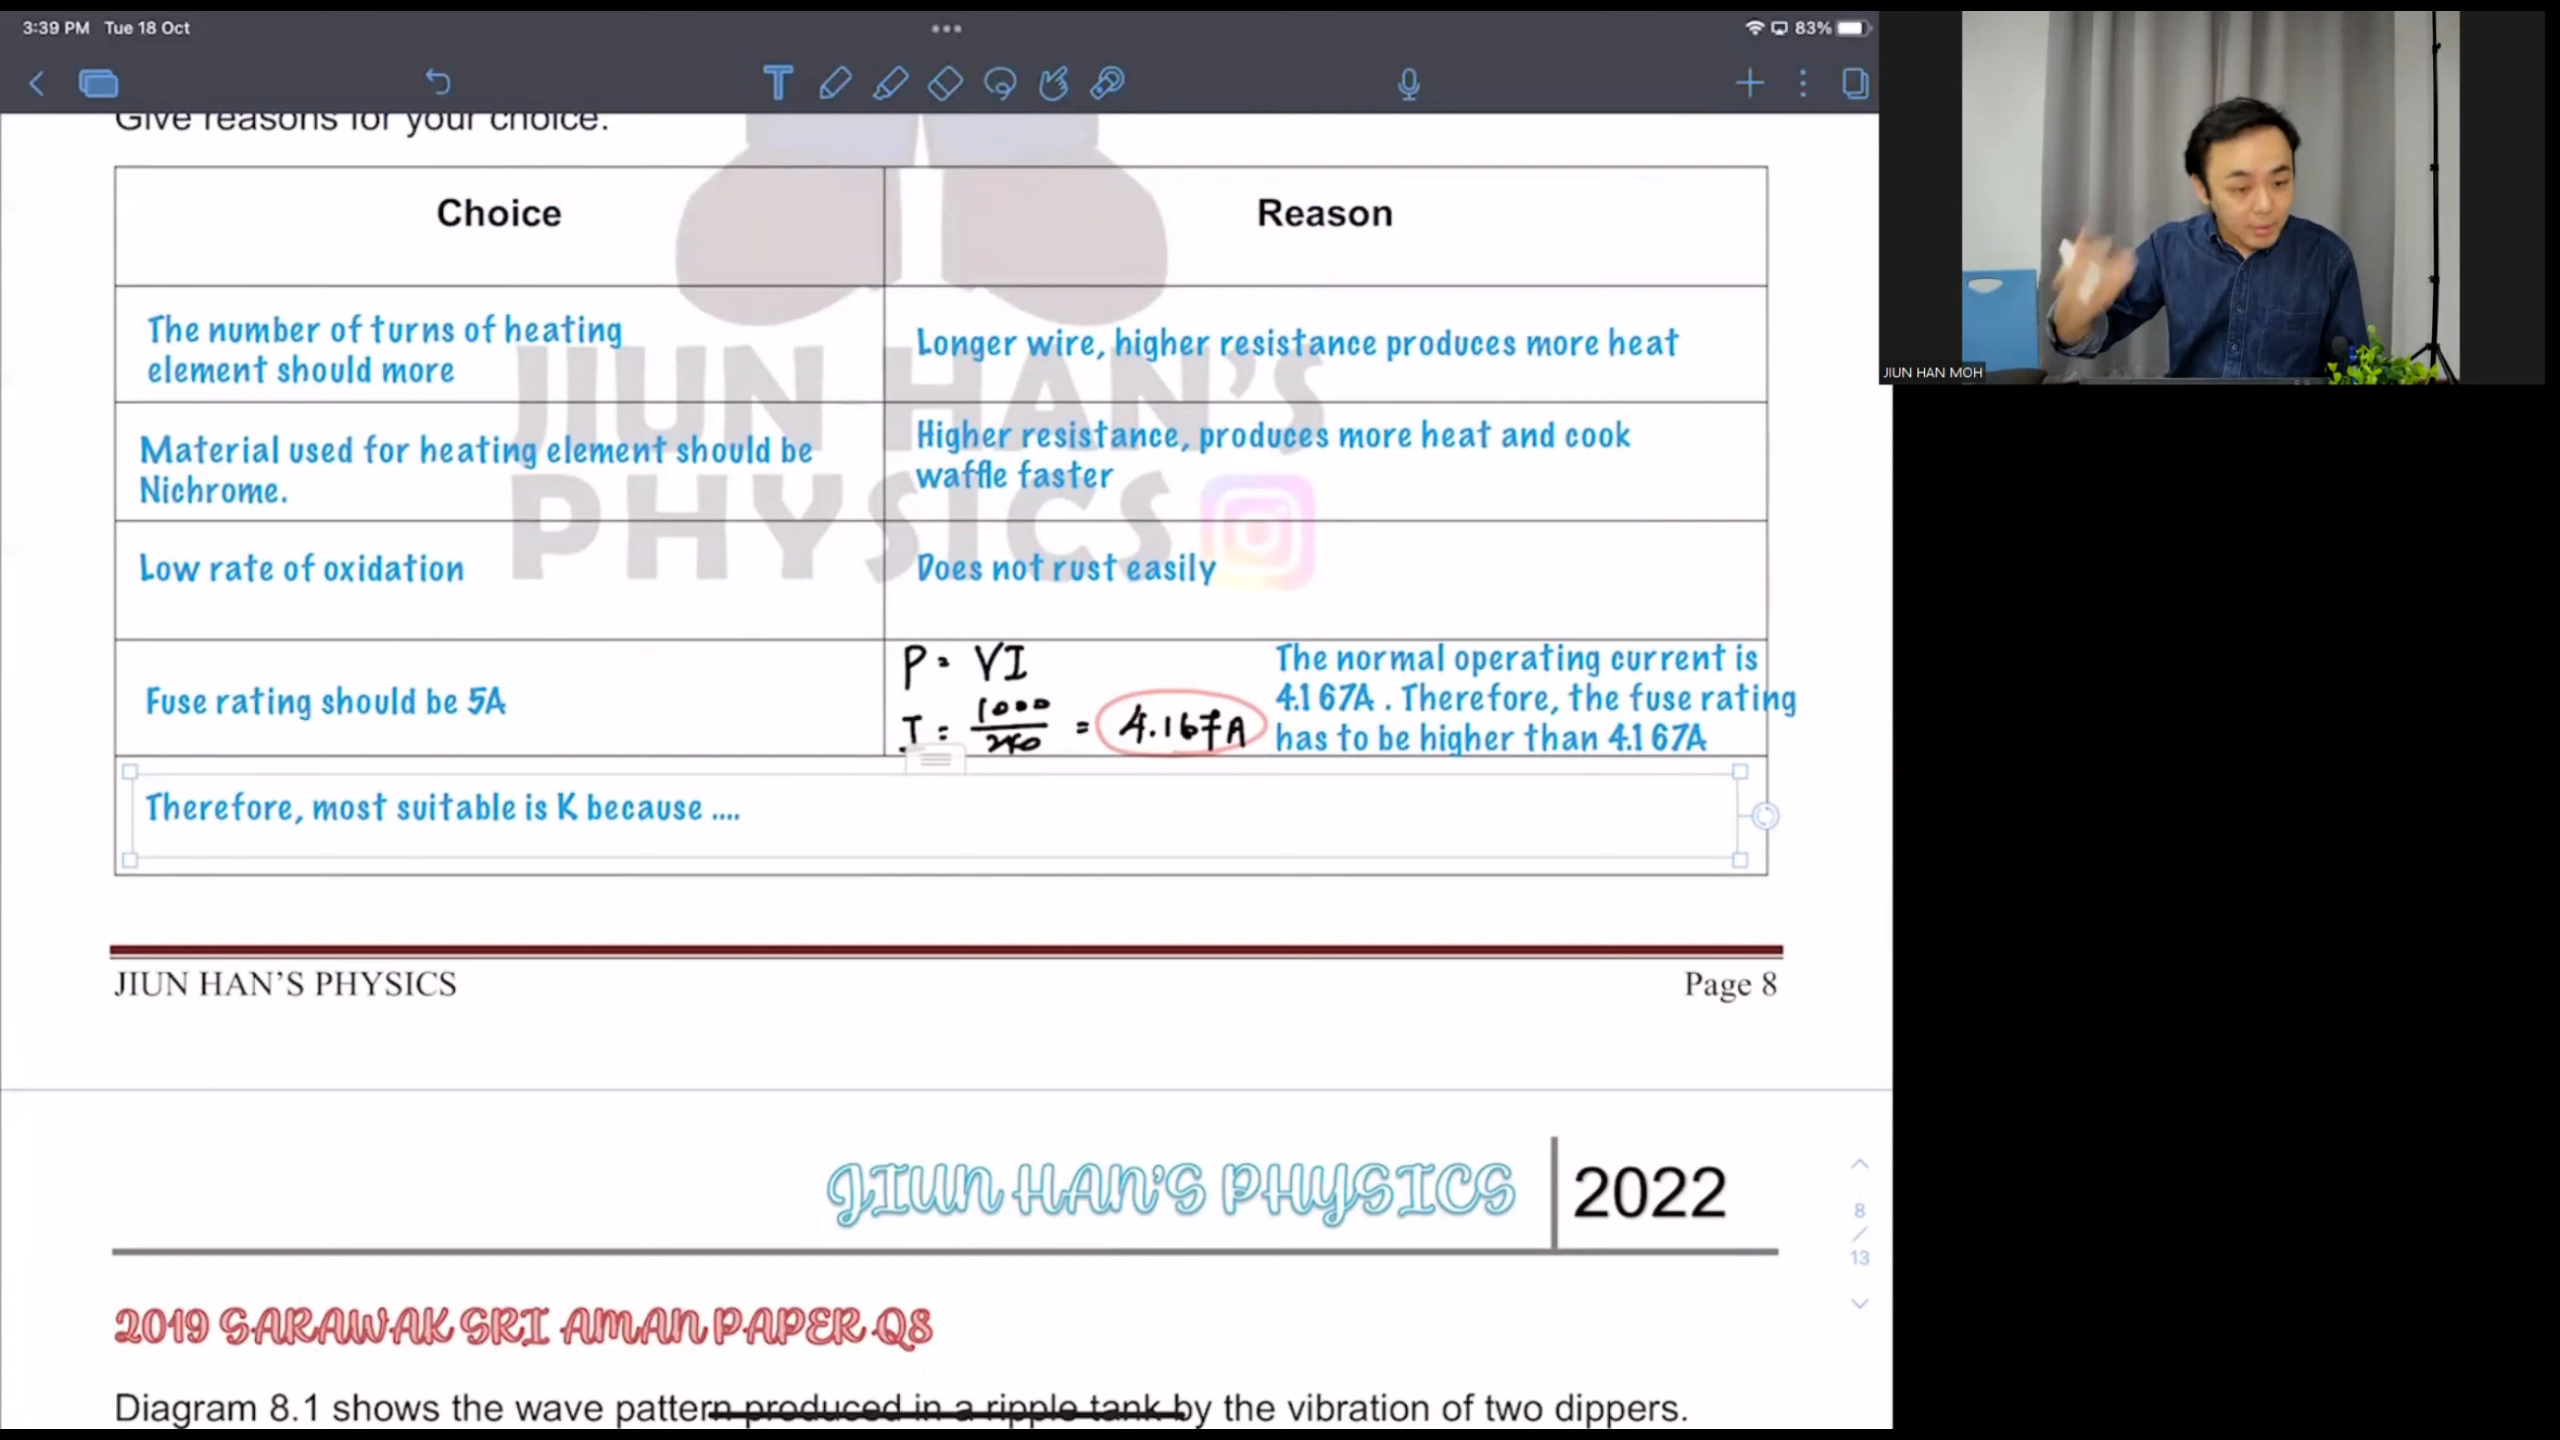 3:39 PM Tue 18 Oct
83%
Give reasons for your choice.
Choice
Reason
The number of turns of heating
element should more
Longer wire, higher resistance produces more heat
Material used for heating element should be
Nichrome.
Higher resistance, produces more heat and cook
waffle faster
Low rate of oxidation
Does not rust easily
Fuse rating should be 5A
P = VI
I = 1000/240 = 4.167A
The normal operating current is
4.167A . Therefore, the fuse rating
has to be higher than 4.167A
Therefore, most suitable is K because ....
JIUN HAN'S
PHYSICS
JIUN HAN'S PHYSICS
Page 8
JIUN HAN'S PHYSICS
2022
8
/
13
2019 SARAWAK SRI AMAN PAPER Q8
Diagram 8.1 shows the wave pattern produced in a ripple tank by the vibration of two dippers.
JIUN HAN MOH